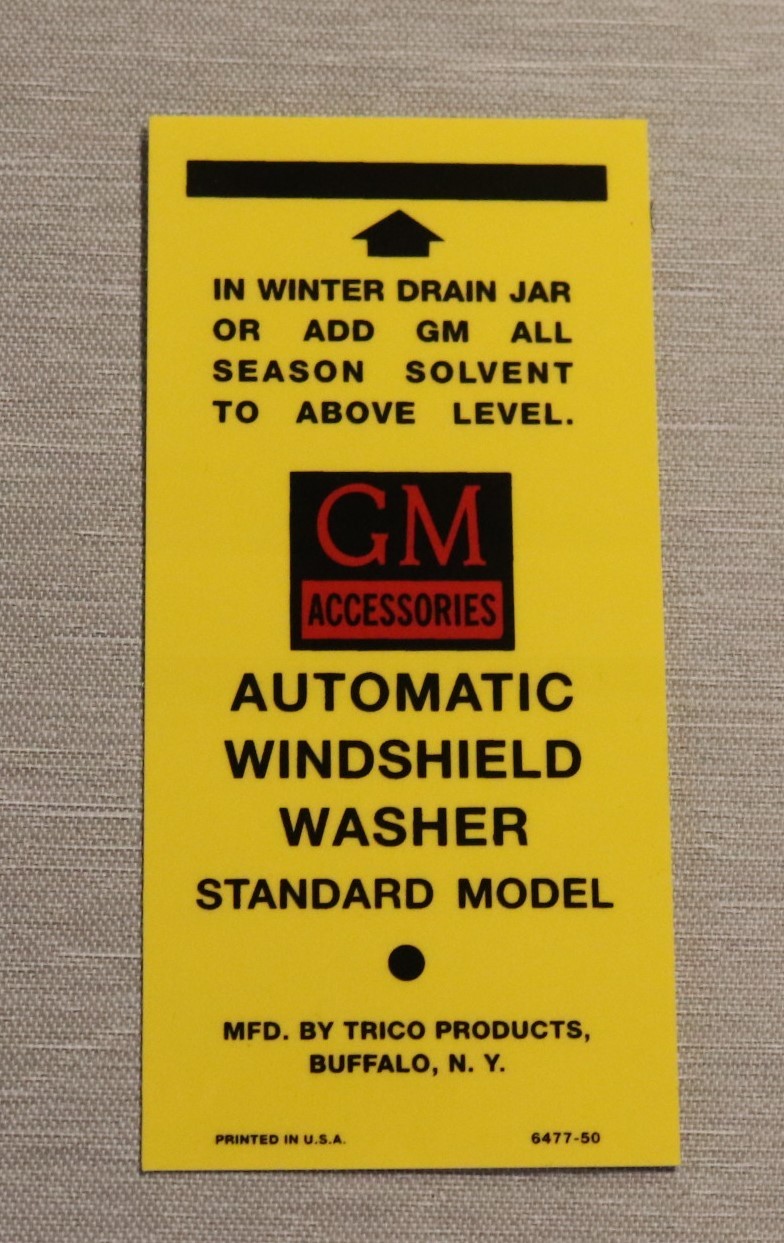 IN WINTER DRAIN JAR
OR ADD GM ALL
SEASON SOLVENT
TO ABOVE LEVEL.
GM
ACCESSORIES
AUTOMATIC
WINDSHIELD
WASHER
STANDARD MODEL
MFD. BY TRICO PRODUCTS,
BUFFALO, N. Y.
PRINTED IN U.S.A. 6477-50